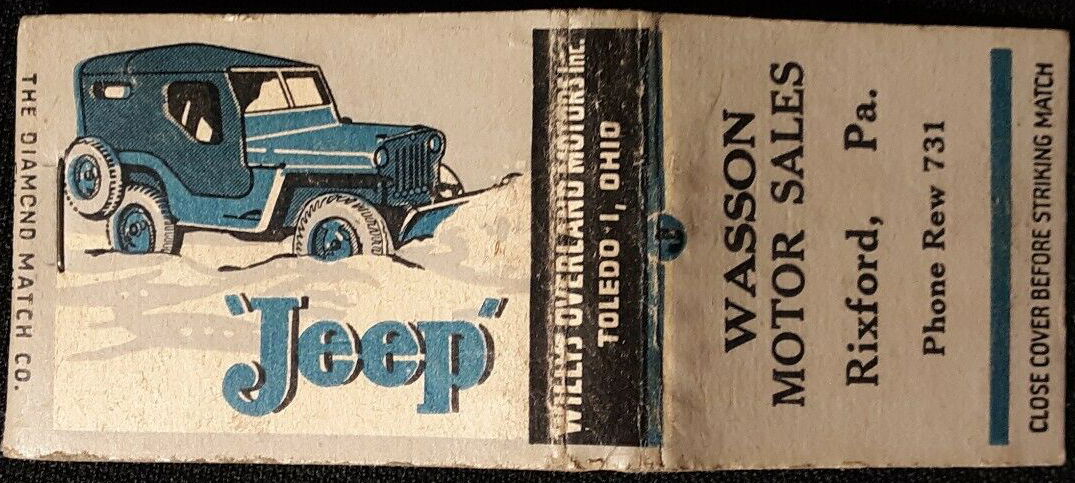 THE DIAMOND MATCH CO.
'Jeep'
WILLYS OVERLAND MOTORS Inc.
TOLEDO·1, OHIO
WASSON
MOTOR SALES
Rixford, Pa.
Phone Rew 731
CLOSE COVER BEFORE STRIKING MATCH